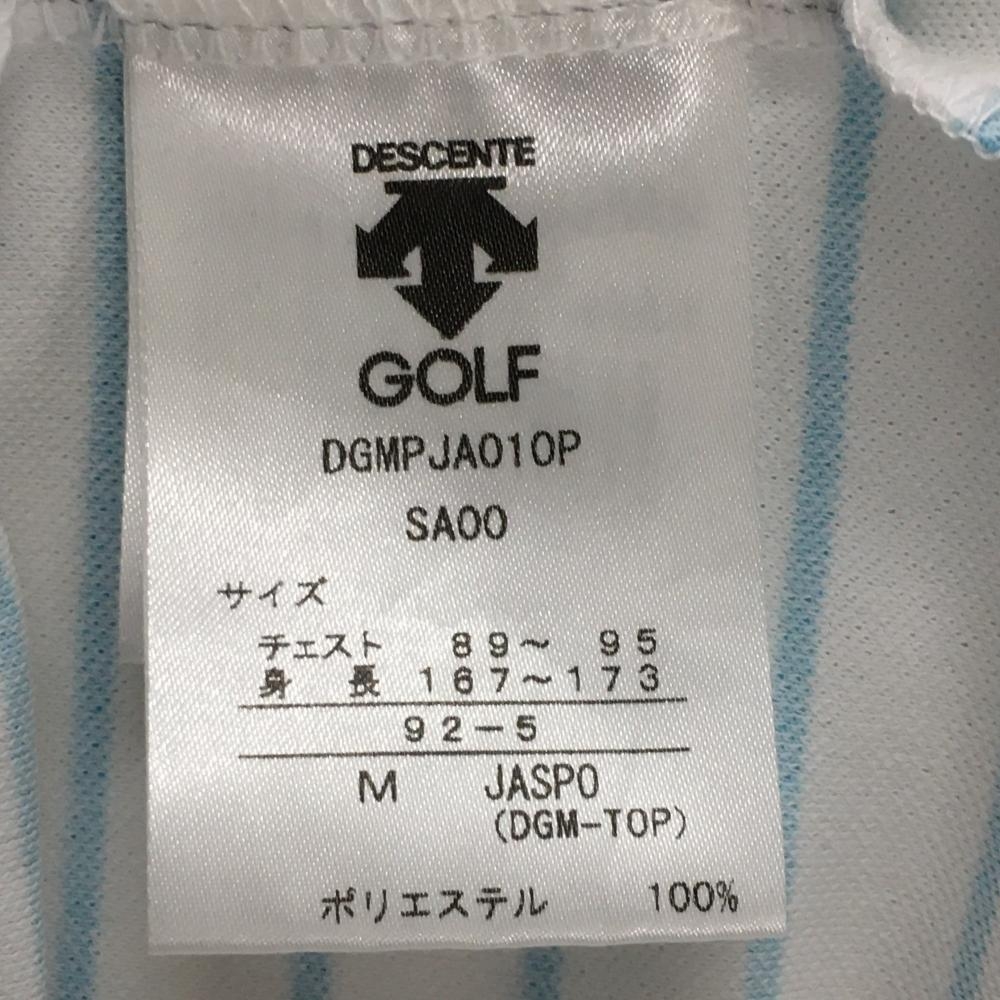 DESCENTE
GOLF
DGMPJA010P
SA00
サイズ
チェスト 89～ 95
身 長 167～173
92－5
M JASPO
(DGM-TOP)
ポリエステル 100%